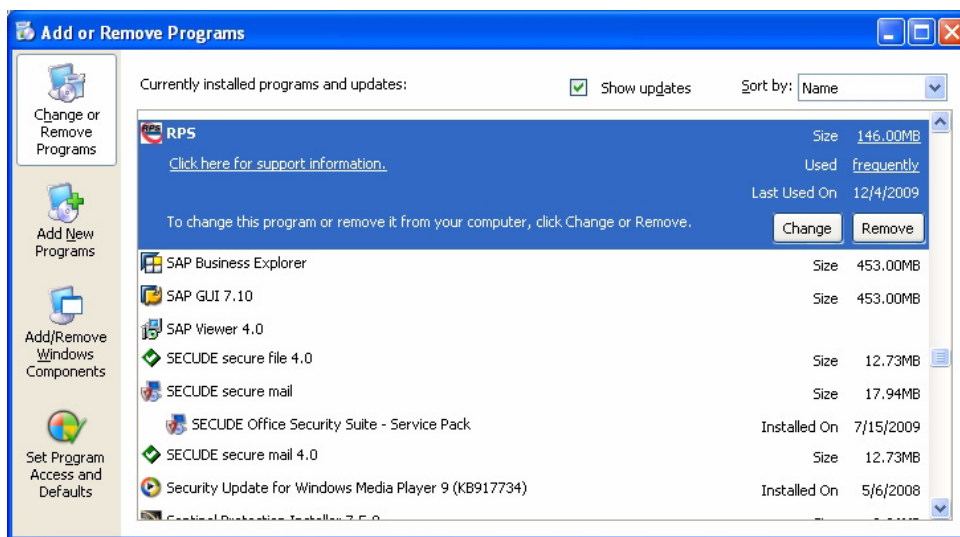 Add or Remove Programs
Change or
Remove
Programs
Add New
Programs
Add/Remove
Windows
Components
Set Program
Access and
Defaults
Currently installed programs and updates:
Show updates
Sort by: Name
RPS
RPS Size 146.00MB
Click here for support information. Used frequently
Last Used On 12/4/2009
To change this program or remove it from your computer, click Change or Remove. Change Remove
SAP Business Explorer Size 453.00MB
SAP GUI 7.10 Size 453.00MB
SAP Viewer 4.0
SECUDE secure file 4.0 Size 12.73MB
SECUDE secure mail Size 17.94MB
SECUDE Office Security Suite - Service Pack Installed On 7/15/2009
SECUDE secure mail 4.0 Size 12.73MB
Security Update for Windows Media Player 9 (KB917734) Installed On 5/6/2008
Sentinel Protection Installer